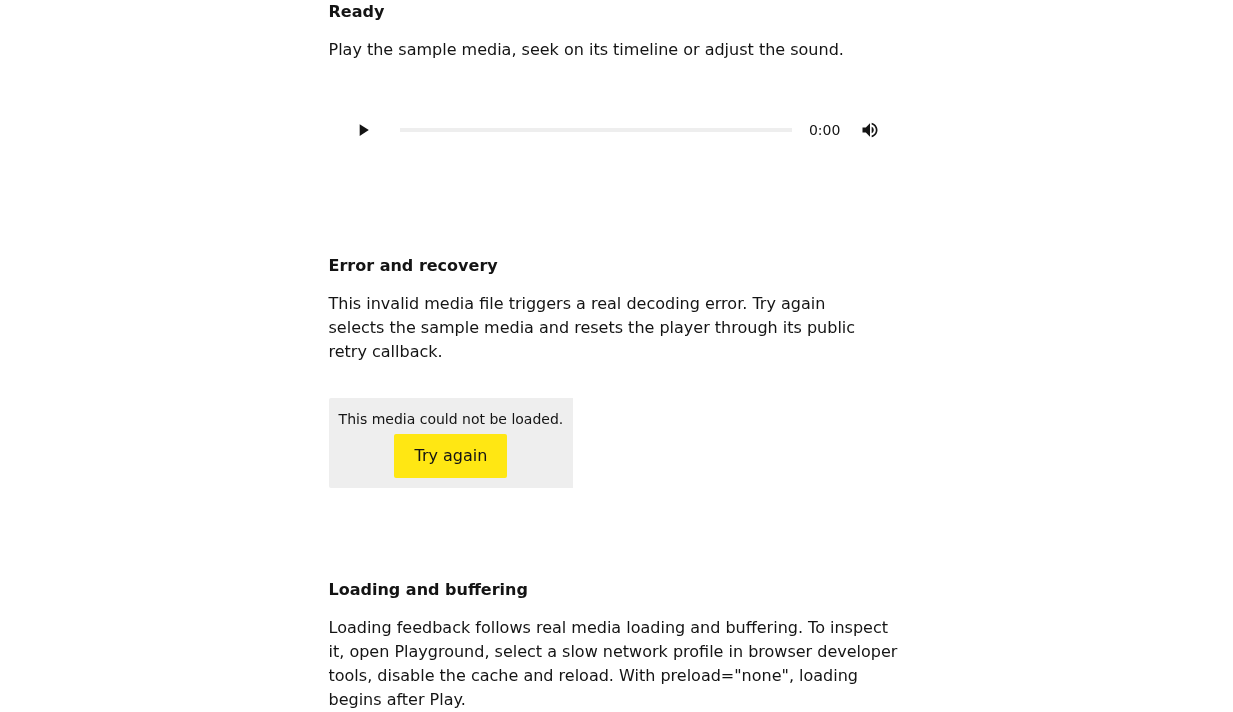 Ready
Play the sample media, seek on its timeline or adjust the sound.
0:00
Error and recovery
This invalid media file triggers a real decoding error. Try again
selects the sample media and resets the player through its public
retry callback.
This media could not be loaded.
Try again
Loading and buffering
Loading feedback follows real media loading and buffering. To inspect
it, open Playground, select a slow network profile in browser developer
tools, disable the cache and reload. With preload="none", loading
begins after Play.